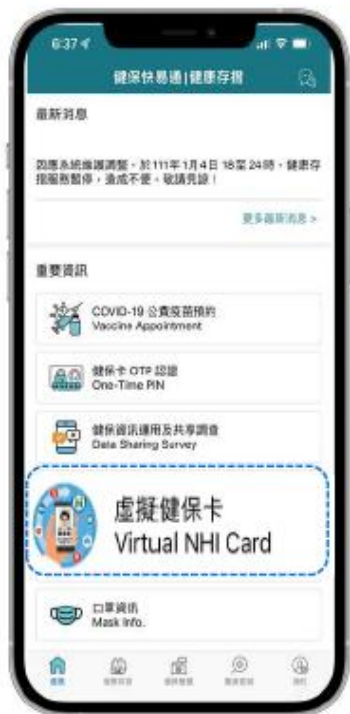 6:37
健保快易通|健康存摺
最新消息
因應系統維護調整，於111年1月4日 18至24時，健康存
摺服務暫停，造成不便，敬請見諒！
更多最新消息 >
重要資訊
COVID-19 公費疫苗預約
Vaccine Appointment
健保卡 OTP 認證
One-Time PIN
健保資訊運用及共享調查
Data Sharing Survey
虛擬健保卡
Virtual NHI Card
口罩資訊
Mask Info.